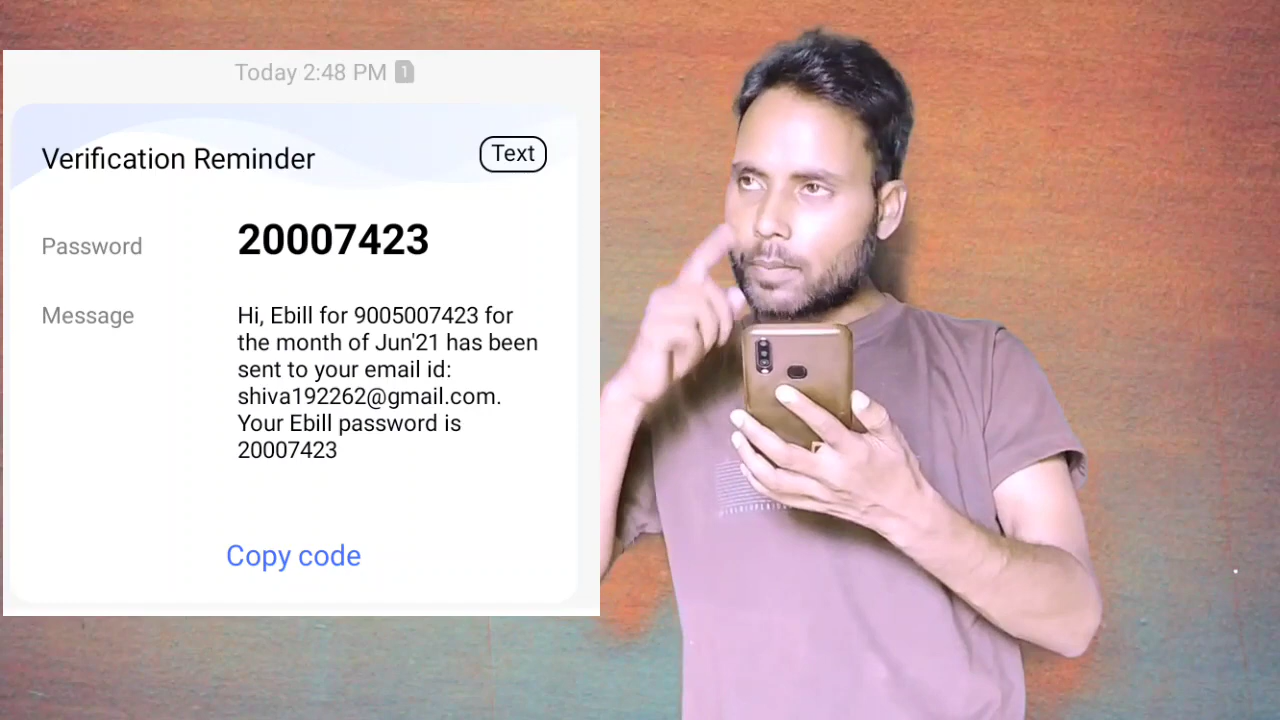 Today 2:48 PM 1
Verification Reminder
Text
Password
20007423
Message
Hi, Ebill for 9005007423 for
the month of Jun'21 has been
sent to your email id:
shiva192262@gmail.com.
Your Ebill password is
20007423
Copy code